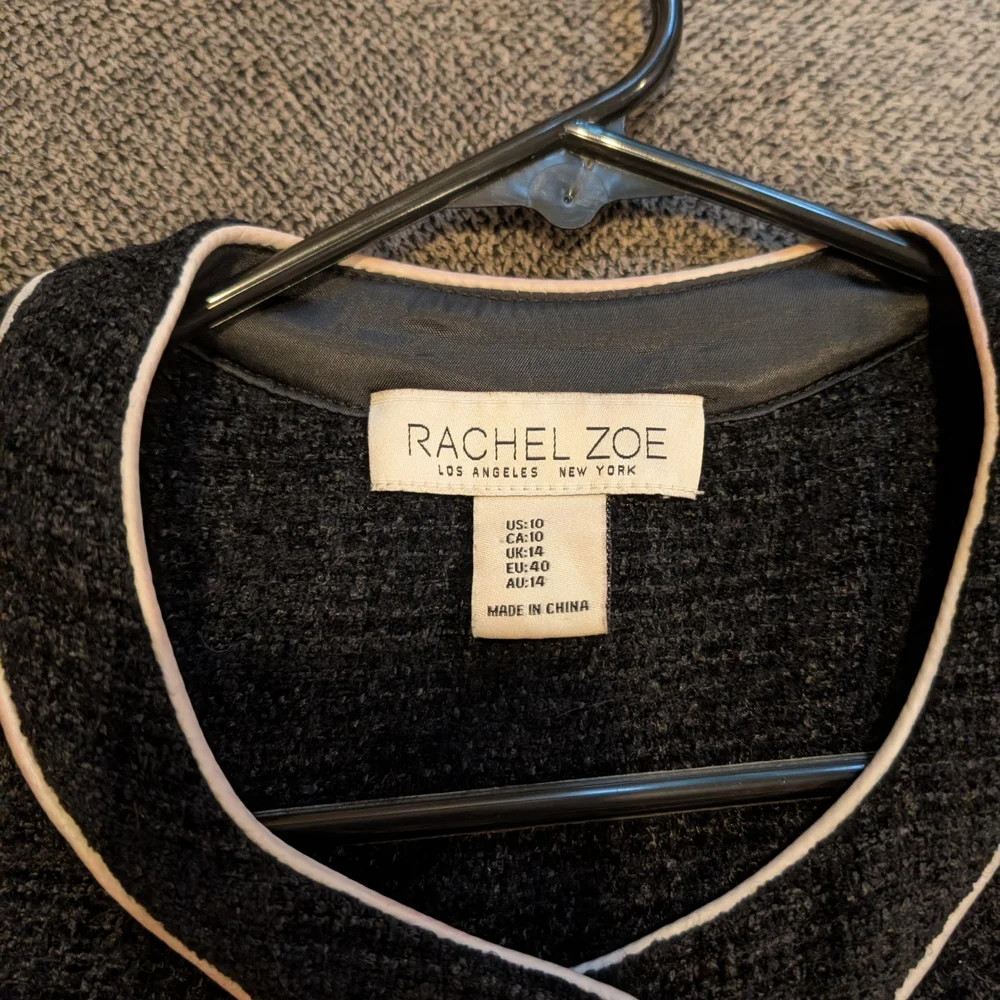 RACHEL ZOE
LOS ANGELES NEW YORK
US:10
CA:10
UK:14
EU:40
AU:14
MADE IN CHINA